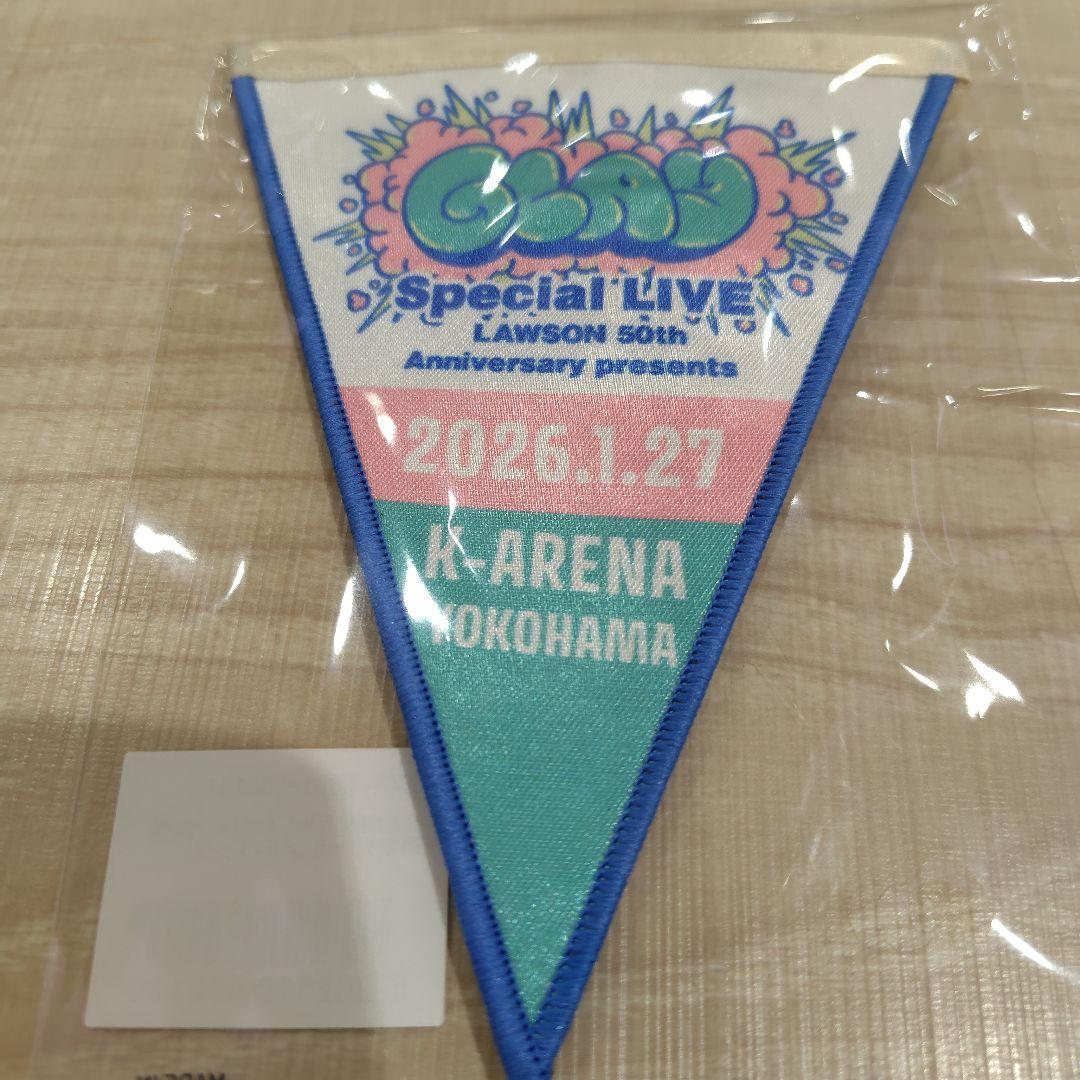 GLAY
Special LIVE
LAWSON 50th
Anniversary presents
2026.1.27
K-ARENA
YOKOHAMA